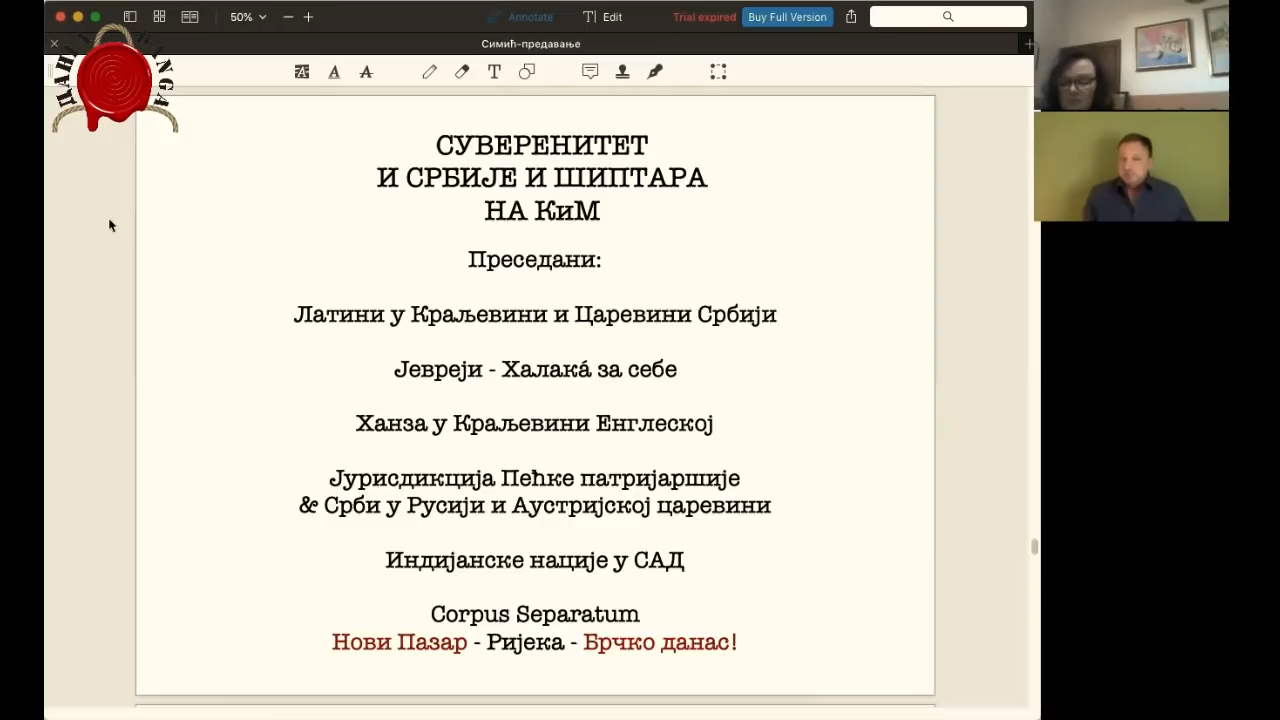 50%
Annotate
Edit
Trial expired
Buy Full Version
Симић-предавање
СУВЕРЕНИТЕТ
И СРБИЈЕ И ШИПТАРА
НА КиМ
Преседани:
Латини у Краљевини и Царевини Србији
Јевреји - Халака́ за себе
Ханза у Краљевини Енглеској
Јурисдикција Пећке патријаршије
& Срби у Русији и Аустријској царевини
Индијанске нације у САД
Corpus Separatum
Нови Пазар - Ријека - Брчко данас!